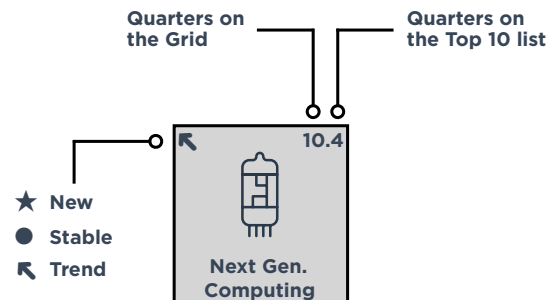 Quarters on
the Grid
Quarters on
the Top 10 list
10.4
New
Stable
Trend
Next Gen.
Computing